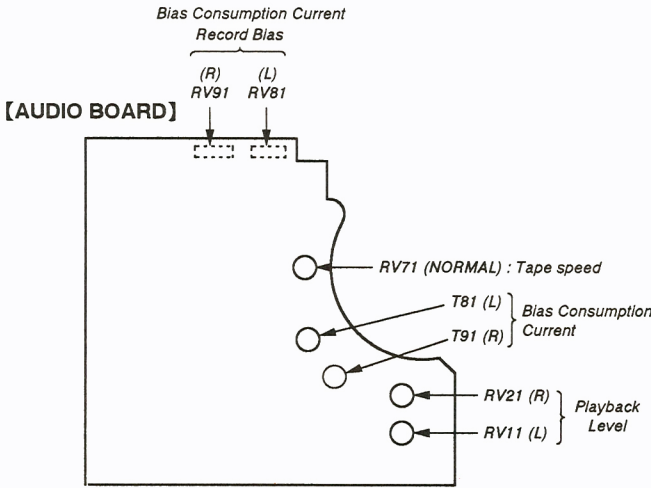 Bias Consumption Current
Record Bias
(R) (L)
RV91 RV81
【AUDIO BOARD】
RV71 (NORMAL) : Tape speed
T81 (L)
T91 (R)
Bias Consumption
Current
RV21 (R)
RV11 (L)
Playback
Level